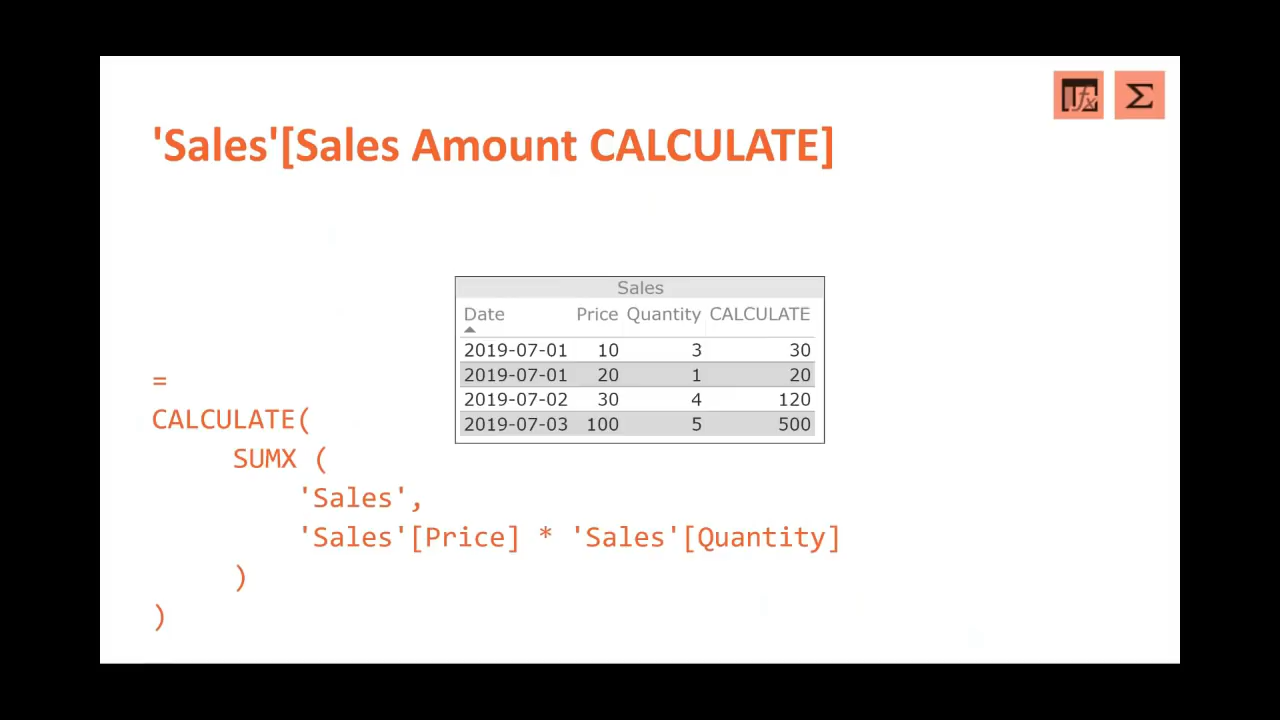 'Sales'[Sales Amount CALCULATE]
fx Σ
Sales
Date Price Quantity CALCULATE
2019-07-01 10 3 30
2019-07-01 20 1 20
2019-07-02 30 4 120
2019-07-03 100 5 500
=
CALCULATE(
SUMX (
'Sales',
'Sales'[Price] * 'Sales'[Quantity]
)
)